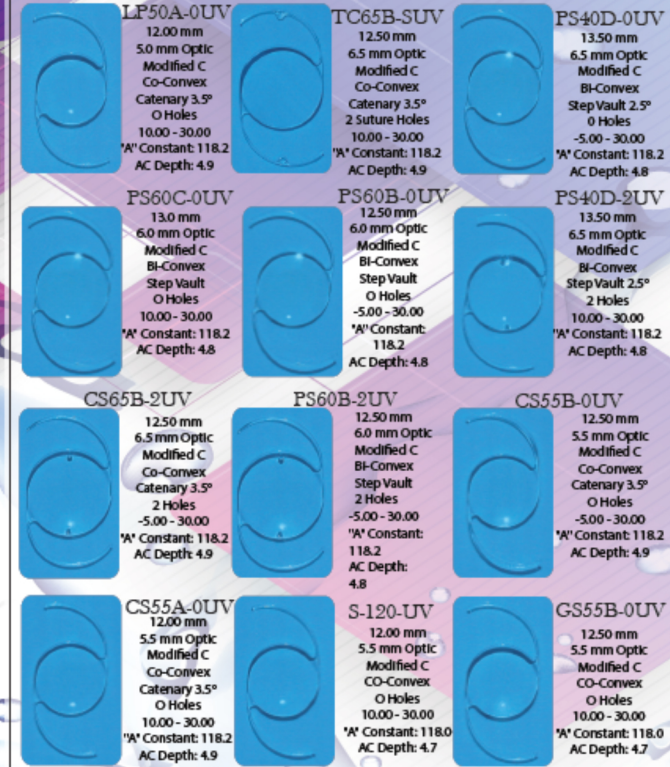 LP50A-0UV
12.00 mm
5.0 mm Optic
Modified C
Co-Convex
Catenary 3.5°
O Holes
10.00 - 30.00
"A" Constant: 118.2
AC Depth: 4.9
TC65B-SUV
12.50 mm
6.5 mm Optic
Modified C
Co-Convex
Catenary 3.5°
2 Suture Holes
10.00 - 30.00
"A" Constant: 118.2
AC Depth: 4.9
PS40D-0UV
13.50 mm
6.5 mm Optic
Modified C
Bi-Convex
Step Vault 2.5°
0 Holes
-5.00 - 30.00
"A" Constant: 118.2
AC Depth: 4.8
PS60C-0UV
13.0 mm
6.0 mm Optic
Modified C
Bi-Convex
Step Vault
O Holes
10.00 - 30.00
"A" Constant: 118.2
AC Depth: 4.8
PS60B-0UV
12.50 mm
6.0 mm Optic
Modified C
Bi-Convex
Step Vault
O Holes
-5.00 - 30.00
"A" Constant:
118.2
AC Depth: 4.8
PS40D-2UV
13.50 mm
6.5 mm Optic
Modified C
Bi-Convex
Step Vault 2.5°
2 Holes
10.00 - 30.00
"A" Constant: 118.2
AC Depth: 4.8
CS65B-2UV
12.50 mm
6.5 mm Optic
Modified C
Co-Convex
Catenary 3.5°
2 Holes
-5.00 - 30.00
"A" Constant: 118.2
AC Depth: 4.9
PS60B-2UV
12.50 mm
6.0 mm Optic
Modified C
Bi-Convex
Step Vault
2 Holes
-5.00 - 30.00
"A" Constant:
118.2
AC Depth:
4.8
CS55B-0UV
12.50 mm
5.5 mm Optic
Modified C
Co-Convex
Catenary 3.5°
O Holes
-5.00 - 30.00
"A" Constant: 118.2
AC Depth: 4.9
CS55A-0UV
12.00 mm
5.5 mm Optic
Modified C
Co-Convex
Catenary 3.5°
O Holes
10.00 - 30.00
"A" Constant: 118.2
AC Depth: 4.9
S-120-UV
12.00 mm
5.5 mm Optic
Modified C
CO-Convex
O Holes
10.00 - 30.00
"A" Constant: 118.0
AC Depth: 4.7
GS55B-0UV
12.50 mm
5.5 mm Optic
Modified C
CO-Convex
O Holes
10.00 - 30.00
"A" Constant: 118.0
AC Depth: 4.7